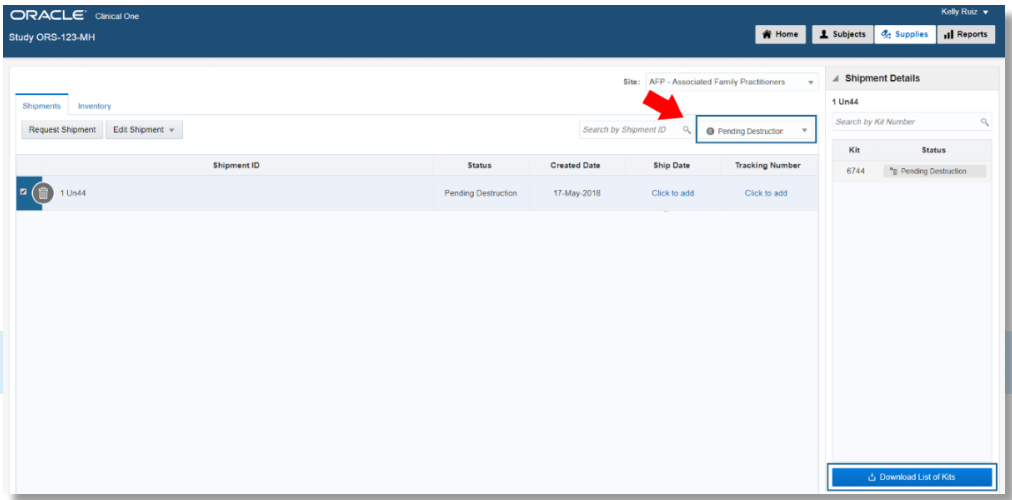 ORACLE Clinical One
Kelly Ruiz
Study ORS-123-MH
Home
Subjects
Supplies
Reports
Site: AFP - Associated Family Practitioners
Shipments
Inventory
Request Shipment
Edit Shipment
Search by Shipment ID
Pending Destruction
Shipment ID
Status
Created Date
Ship Date
Tracking Number
1 Un44
Pending Destruction
17-May-2018
Click to add
Click to add
Shipment Details
1 Un44
Search by Kit Number
Kit
Status
6744
Pending Destruction
Download List of Kits